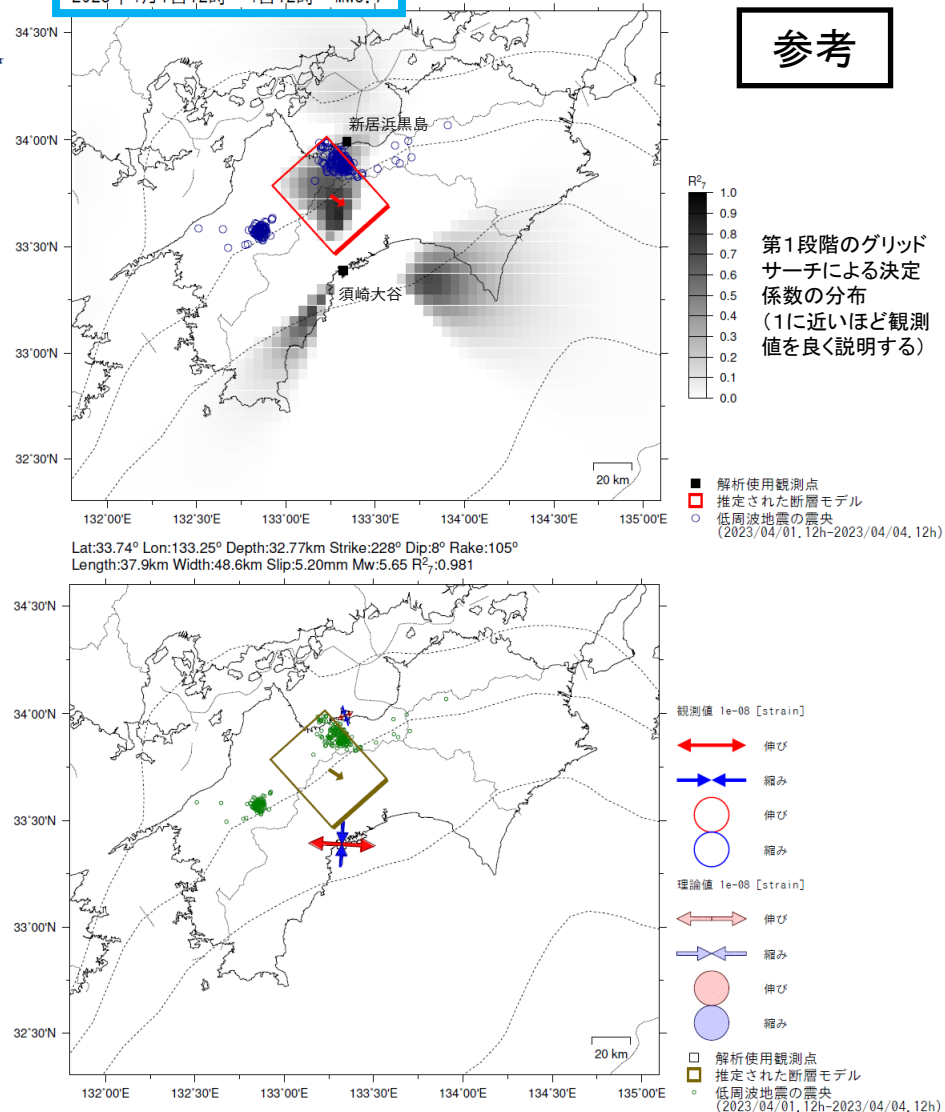 参考
34°30'N
34°00'N
33°30'N
33°00'N
32°30'N
132°00'E
132°30'E
133°00'E
133°30'E
134°00'E
134°30'E
135°00'E
新居浜黒島
須崎大谷
20 km
R²₇
1.0
0.9
0.8
0.7
0.6
0.5
0.4
0.3
0.2
0.1
0.0
第1段階のグリッド
サーチによる決定
係数の分布
(1に近いほど観測
値を良く説明する)
解析使用観測点
推定された断層モデル
低周波地震の震央
(2023/04/01.12h-2023/04/04.12h)
Lat:33.74° Lon:133.25° Depth:32.77km Strike:228° Dip:8° Rake:105°
Length:37.9km Width:48.6km Slip:5.20mm Mw:5.65 R²₇:0.981
34°30'N
34°00'N
33°30'N
33°00'N
32°30'N
132°00'E
132°30'E
133°00'E
133°30'E
134°00'E
134°30'E
135°00'E
20 km
観測値 1e-08 [strain]
伸び
縮み
伸び
縮み
理論値 1e-08 [strain]
伸び
縮み
伸び
縮み
解析使用観測点
推定された断層モデル
低周波地震の震央
(2023/04/01.12h-2023/04/04.12h)